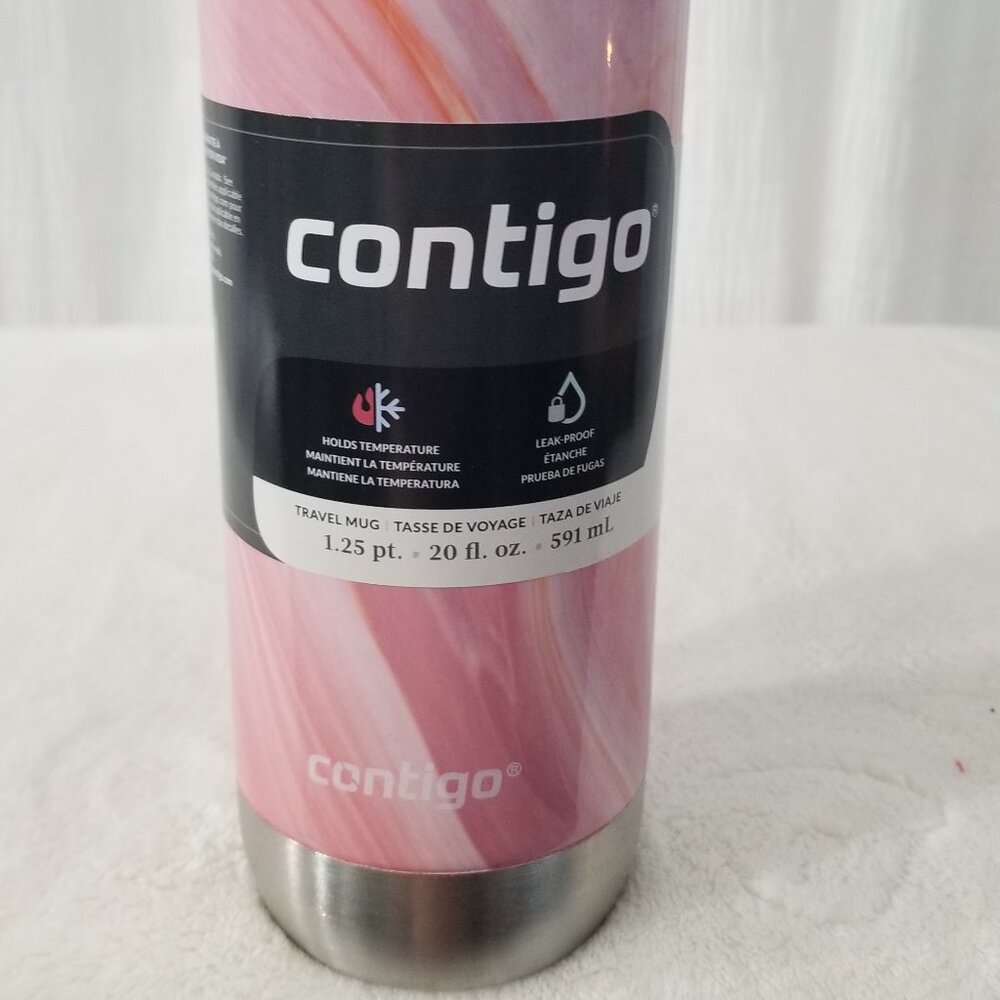 contigo®
HOLDS TEMPERATURE
MAINTIENT LA TEMPÉRATURE
MANTIENE LA TEMPERATURA
LEAK-PROOF
ÉTANCHE
PRUEBA DE FUGAS
TRAVEL MUG | TASSE DE VOYAGE | TAZA DE VIAJE
1.25 pt. • 20 fl. oz. • 591 mL
contigo®